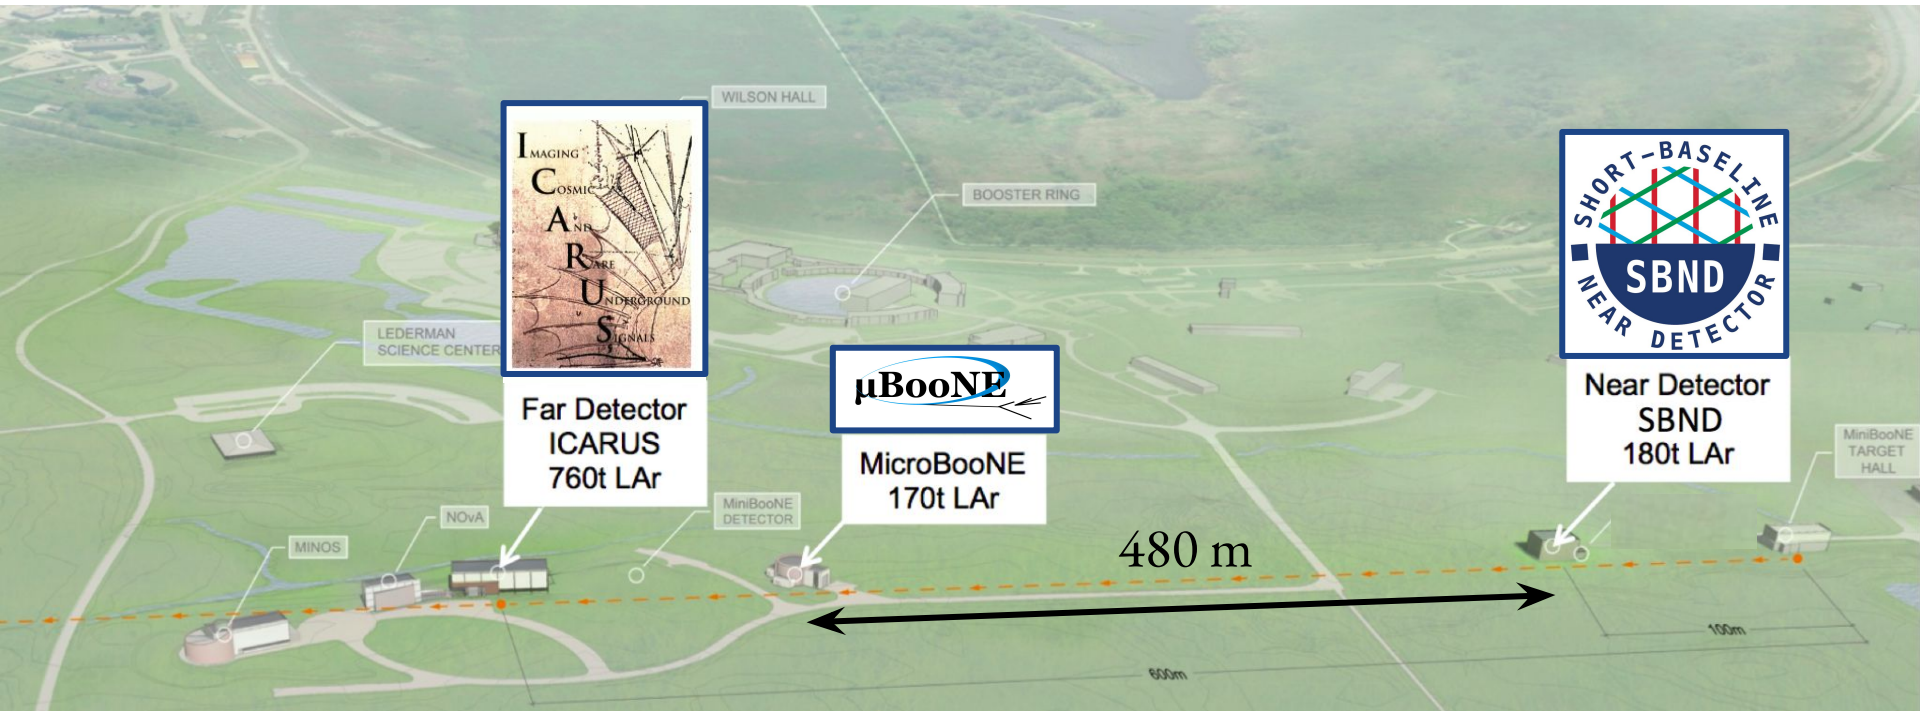 WILSON HALL
IMAGING
COSMIC
AND
RARE
UNDERGROUND
SIGNALS
BOOSTER RING
SHORT-BASELINE
SBND
NEAR DETECTOR
LEDERMAN
SCIENCE CENTER
µBooNE
Far Detector
ICARUS
760t LAr
MicroBooNE
170t LAr
Near Detector
SBND
180t LAr
MiniBooNE
TARGET
HALL
MiniBooNE
DETECTOR
NOvA
MINOS
480 m
100m
600m